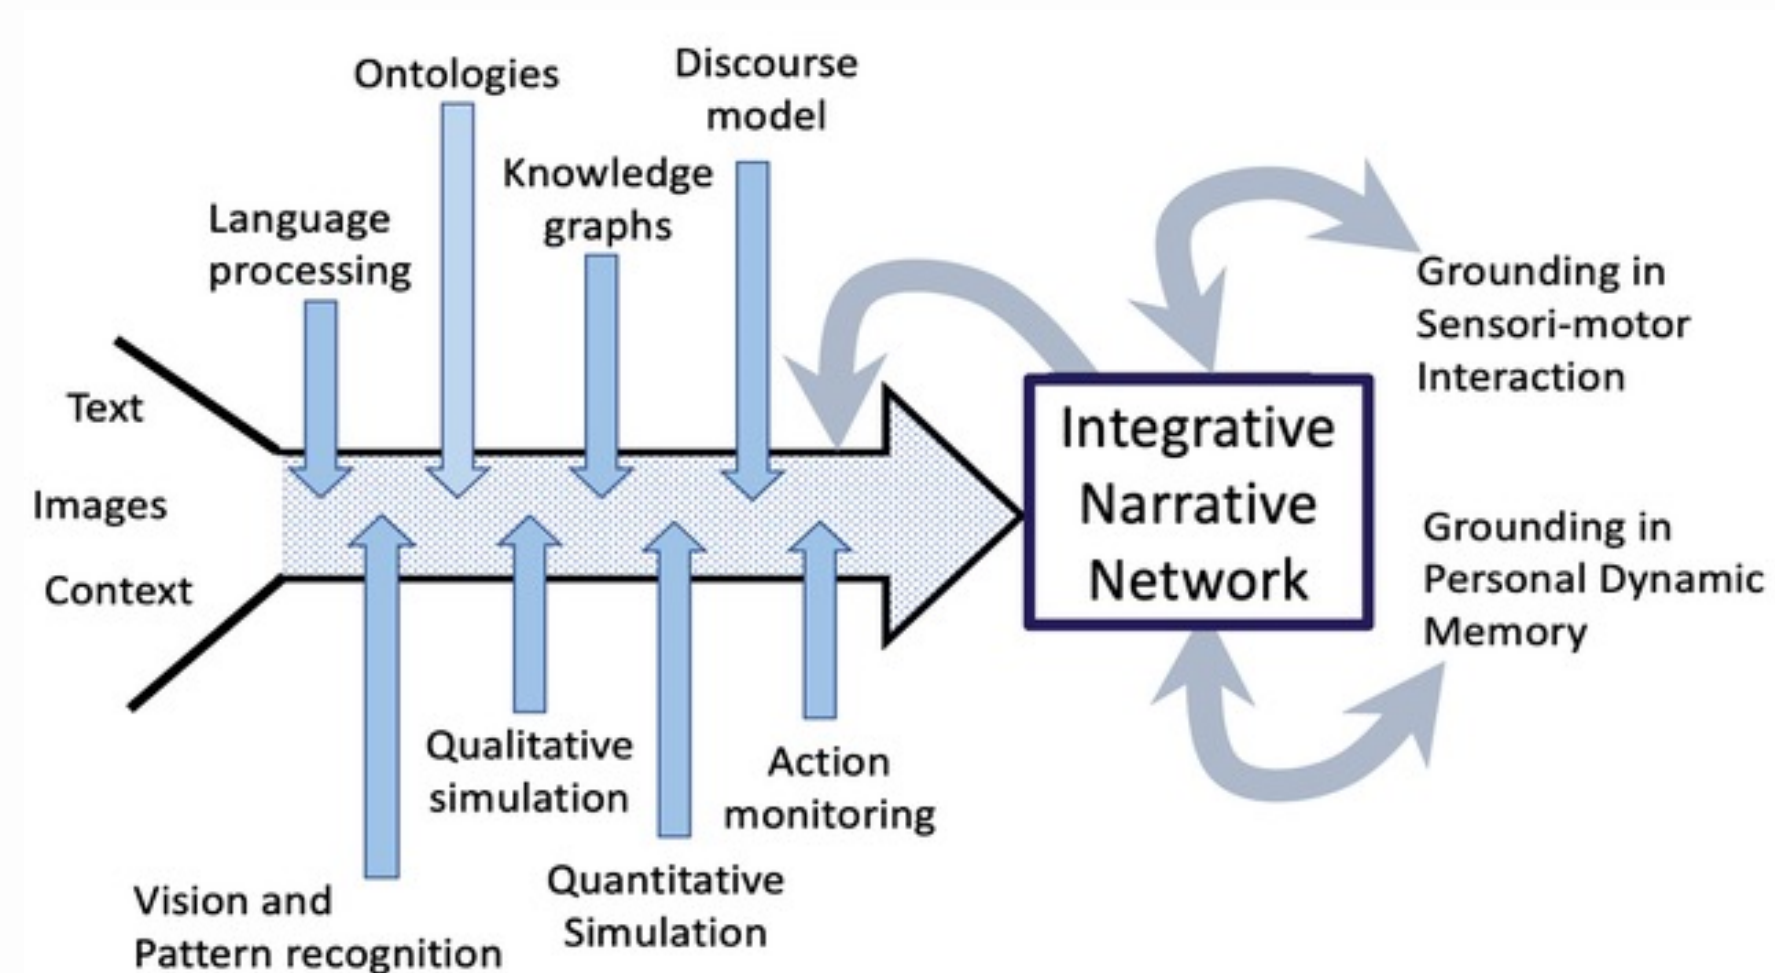 Ontologies
Discourse
model
Knowledge
graphs
Language
processing
Text
Images
Context
Integrative
Narrative
Network
Grounding in
Sensori-motor
Interaction
Grounding in
Personal Dynamic
Memory
Qualitative
simulation
Action
monitoring
Vision and
Pattern recognition
Quantitative
Simulation